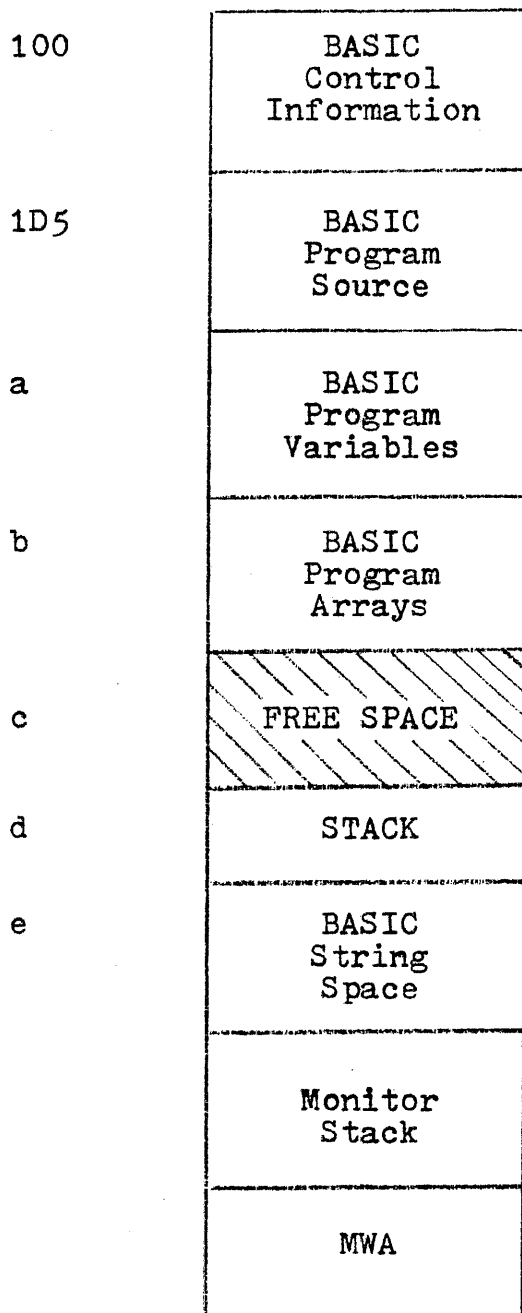 100
BASIC
Control
Information
1D5
BASIC
Program
Source
a
BASIC
Program
Variables
b
BASIC
Program
Arrays
c
FREE SPACE
d
STACK
e
BASIC
String
Space
Monitor
Stack
MWA